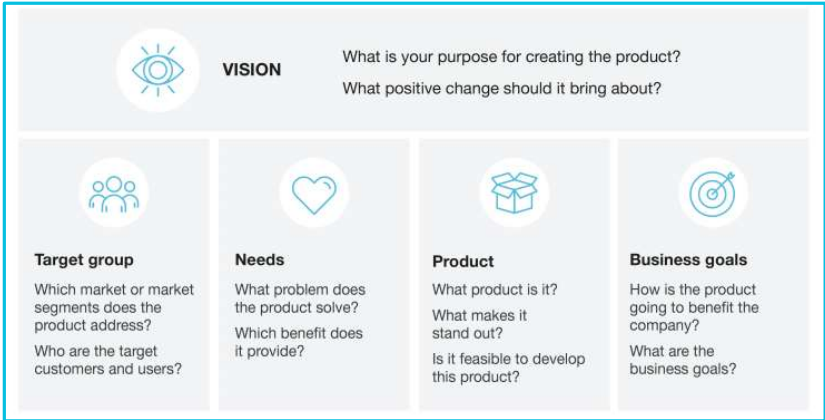 VISION
What is your purpose for creating the product?
What positive change should it bring about?
Target group
Which market or market
segments does the
product address?
Who are the target
customers and users?
Needs
What problem does
the product solve?
Which benefit does
it provide?
Product
What product is it?
What makes it
stand out?
Is it feasible to develop
this product?
Business goals
How is the product
going to benefit the
company?
What are the
business goals?